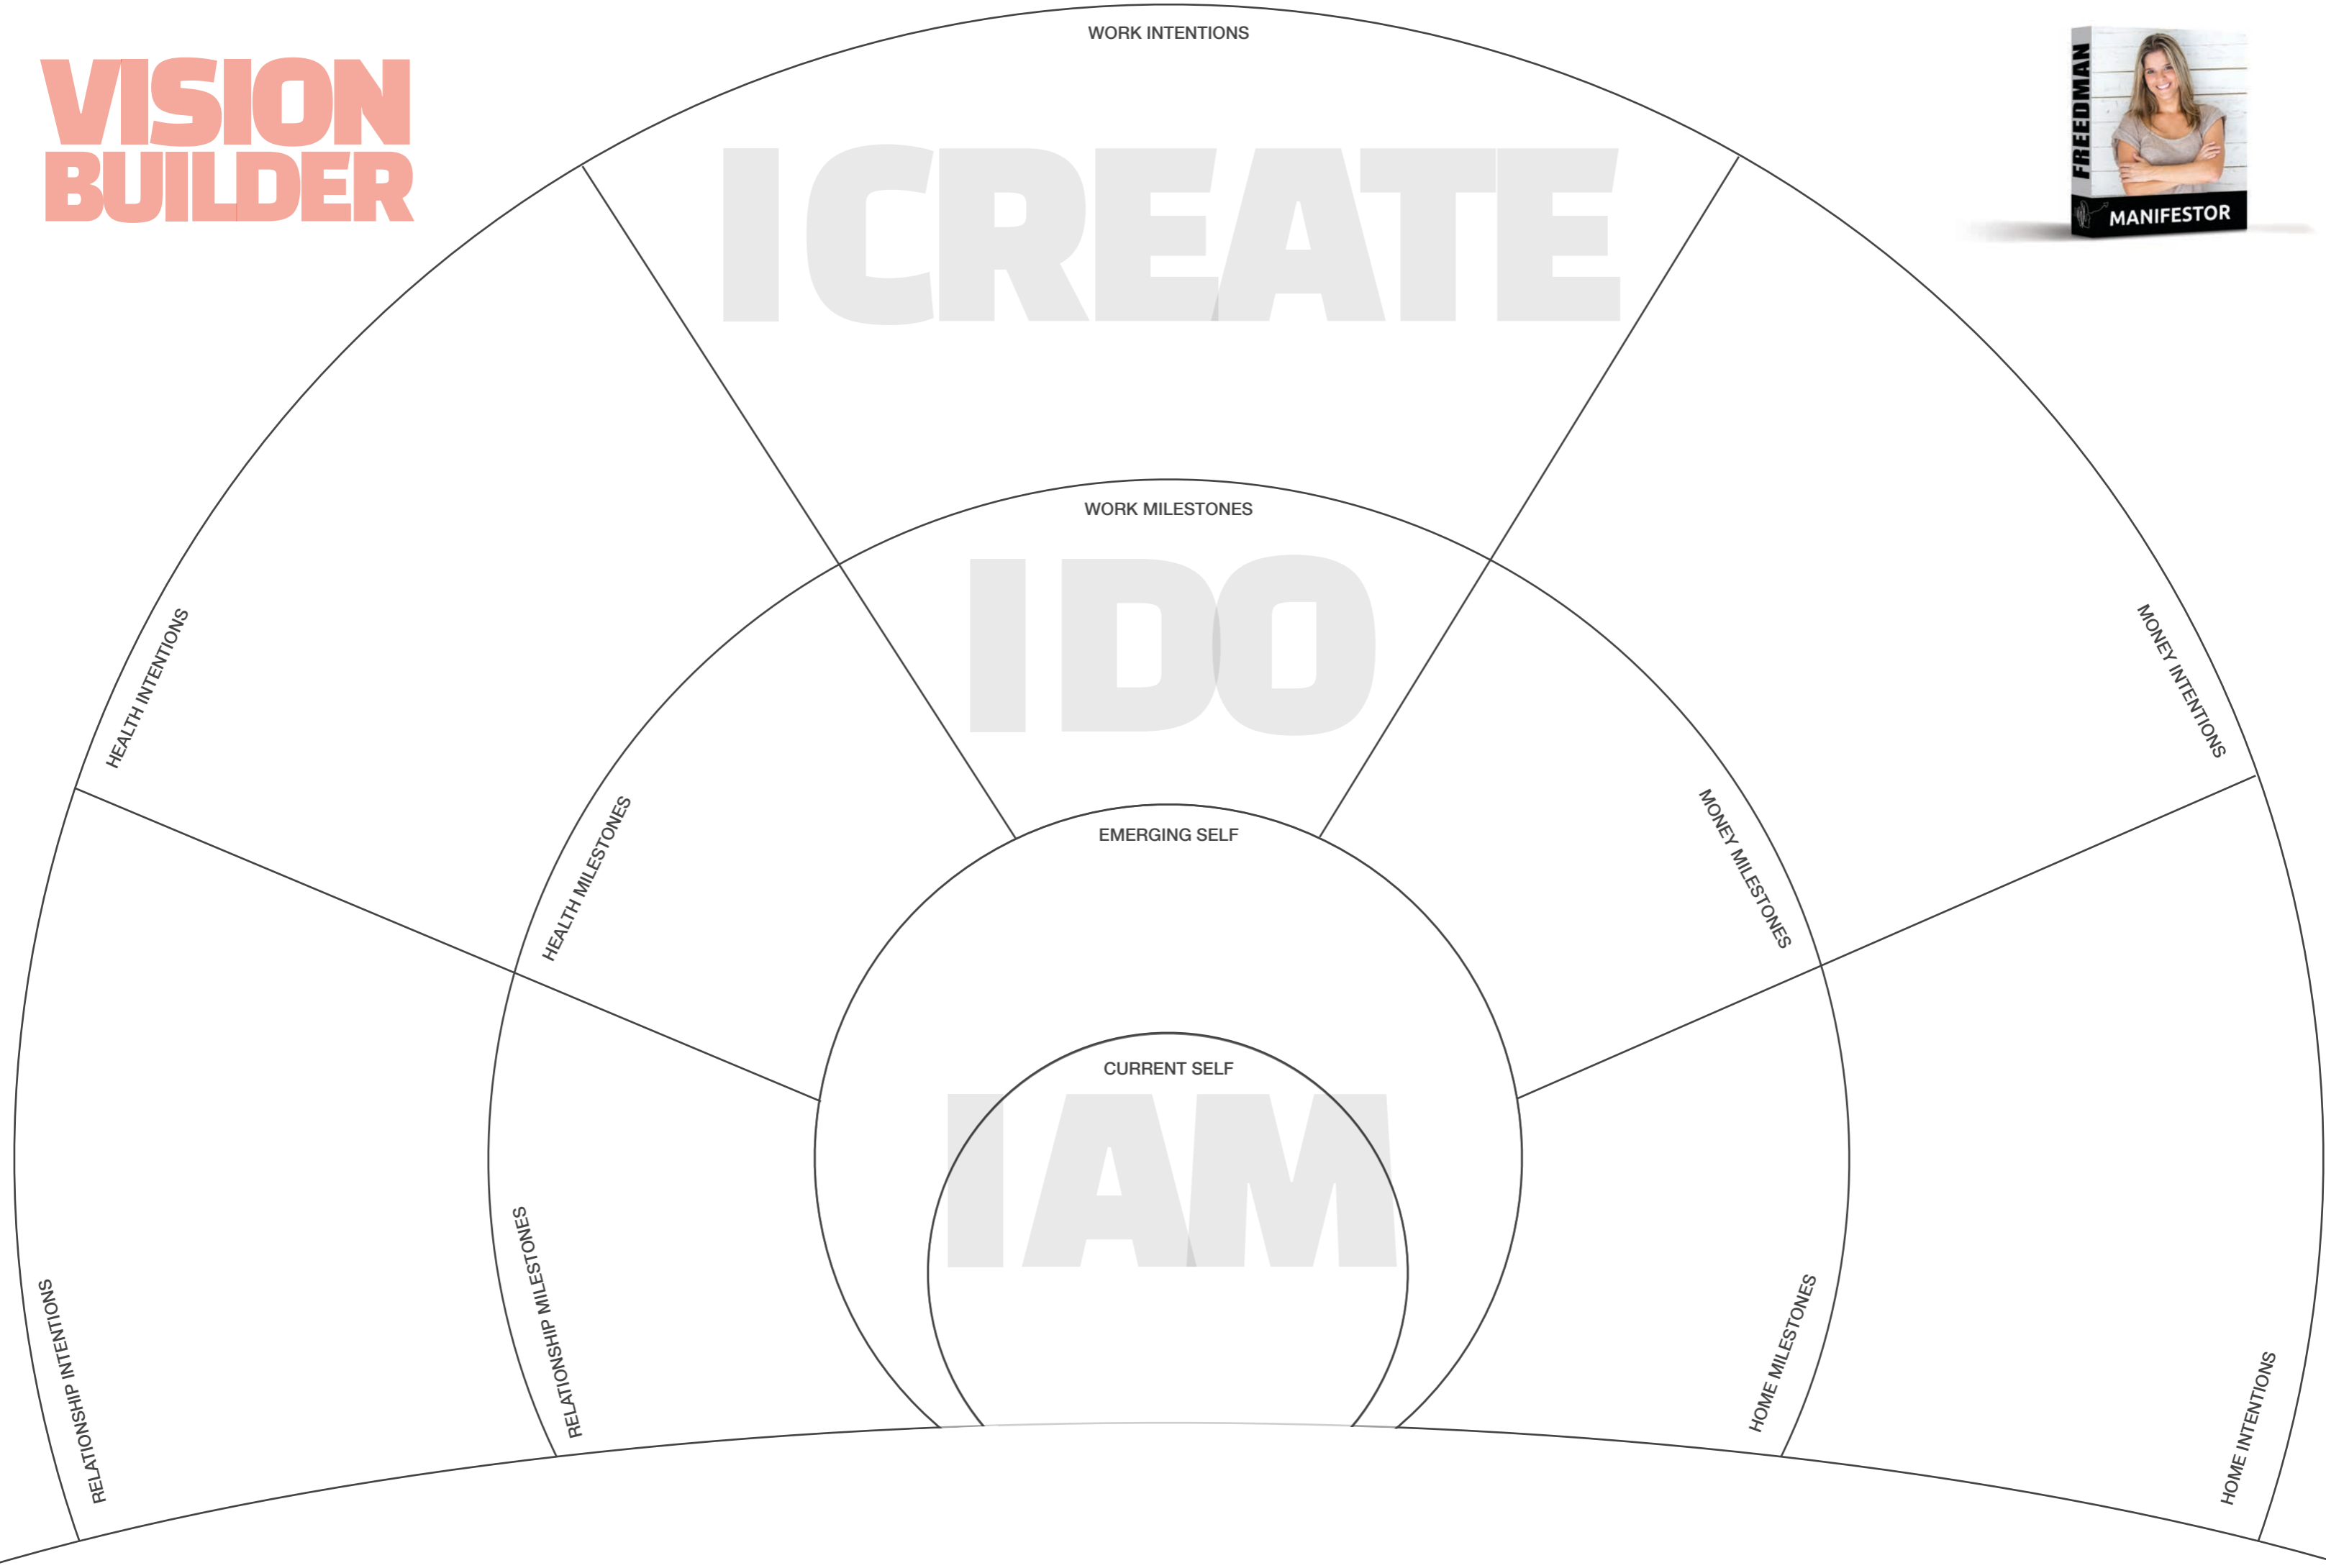 VISION
BUILDER
WORK INTENTIONS
FREEDMAN
MANIFESTOR
I CREATE
WORK MILESTONES
I DO
HEALTH INTENTIONS
MONEY INTENTIONS
HEALTH MILESTONES
MONEY MILESTONES
EMERGING SELF
CURRENT SELF
I AM
RELATIONSHIP INTENTIONS
RELATIONSHIP MILESTONES
HOME MILESTONES
HOME INTENTIONS